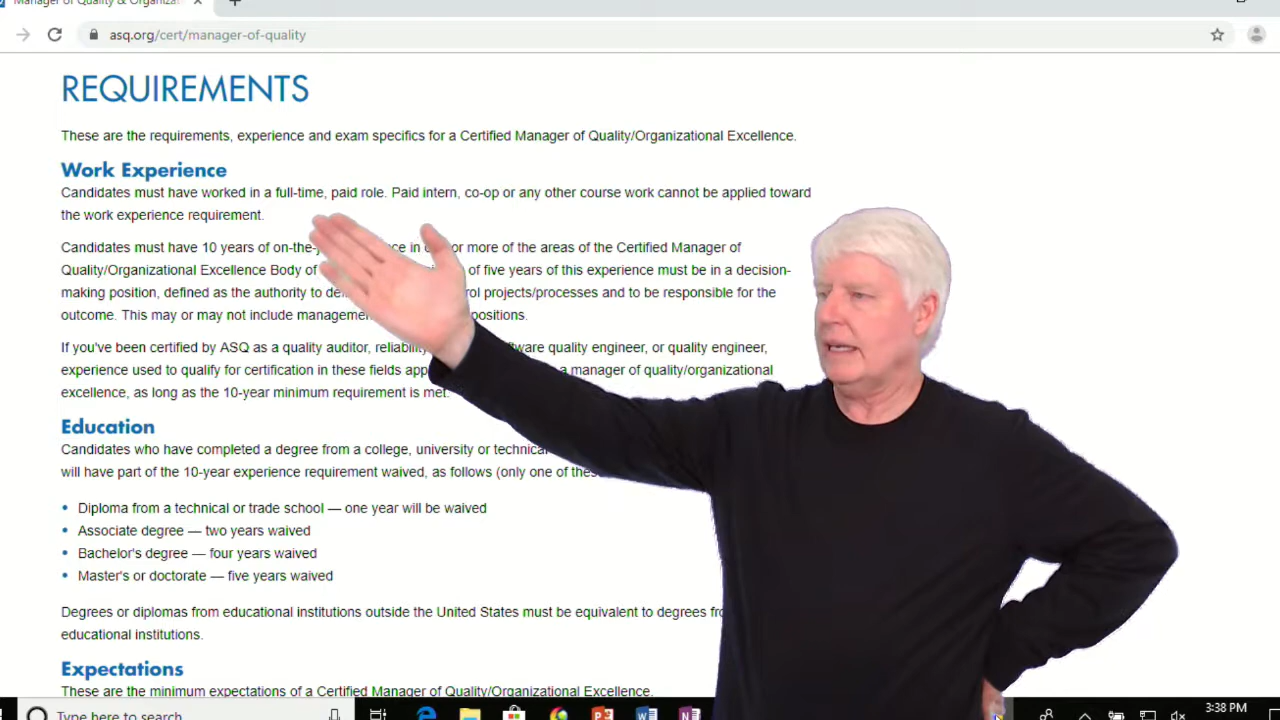 Manager of Quality & Organizat
asq.org/cert/manager-of-quality
REQUIREMENTS
These are the requirements, experience and exam specifics for a Certified Manager of Quality/Organizational Excellence.
Work Experience
Candidates must have worked in a full-time, paid role. Paid intern, co-op or any other course work cannot be applied toward
the work experience requirement.
Candidates must have 10 years of on-the- or more of the areas of the Certified Manager of
Quality/Organizational Excellence Body of of five years of this experience must be in a decision-
making position, defined as the authority to projects/processes and to be responsible for the
outcome. This may or may not include positions.
If you've been certified by ASQ as a quality auditor, quality engineer, or quality engineer,
experience used to qualify for certification in these fields a manager of quality/organizational
excellence, as long as the 10-year minimum requirement is met.
Education
Candidates who have completed a degree from a college, university or
will have part of the 10-year experience requirement waived, as follows (only one of
• Diploma from a technical or trade school — one year will be waived
• Associate degree — two years waived
• Bachelor's degree — four years waived
• Master's or doctorate — five years waived
Degrees or diplomas from educational institutions outside the United States must be equivalent to degrees
educational institutions.
Expectations
These are the minimum expectations of a Certified Manager of Quality/Organizational Excellence.
Type here to search
3:38 PM